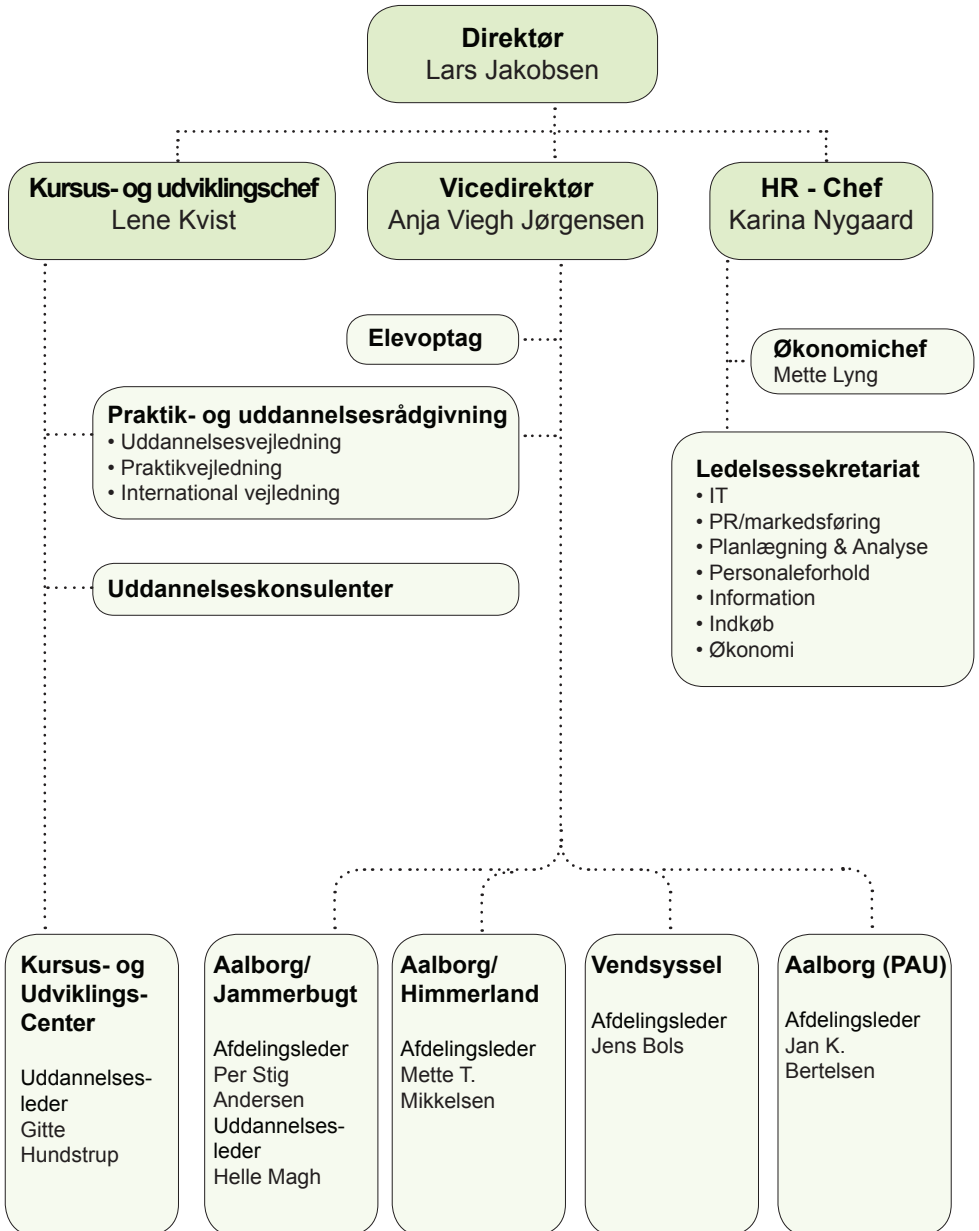 Direktør
Lars Jakobsen
Kursus- og udviklingschef
Lene Kvist
Vicedirektør
Anja Viegh Jørgensen
HR - Chef
Karina Nygaard
Elevoptag
Økonomichef
Mette Lyng
Praktik- og uddannelsesrådgivning
• Uddannelsesvejledning
• Praktikvejledning
• International vejledning
Ledelsessekretariat
• IT
• PR/markedsføring
• Planlægning & Analyse
• Personaleforhold
• Information
• Indkøb
• Økonomi
Uddannelseskonsulenter
Kursus- og
Udviklings-
Center
Uddannelses-
leder
Gitte
Hundstrup
Aalborg/
Jammerbugt
Afdelingsleder
Per Stig
Andersen
Uddannelses-
leder
Helle Magh
Aalborg/
Himmerland
Afdelingsleder
Mette T.
Mikkelsen
Vendsyssel
Afdelingsleder
Jens Bols
Aalborg (PAU)
Afdelingsleder
Jan K.
Bertelsen